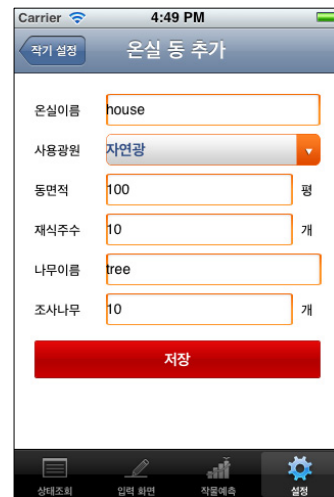 Carrier 4:49 PM
작기 설정 온실 동 추가
온실이름 house
사용광원 자연광
동면적 100 평
재식주수 10 개
나무이름 tree
조사나무 10 개
저장
상태조회 입력 화면 작물예측 설정